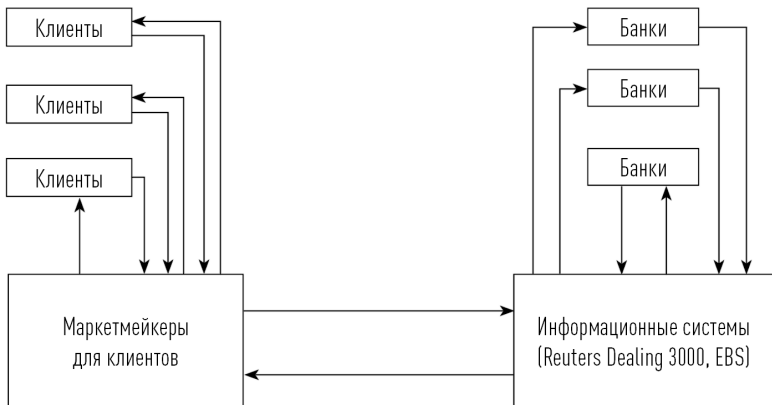 Клиенты
Клиенты
Клиенты
Маркетмейкеры
для клиентов
Банки
Банки
Банки
Информационные системы
(Reuters Dealing 3000, EBS)